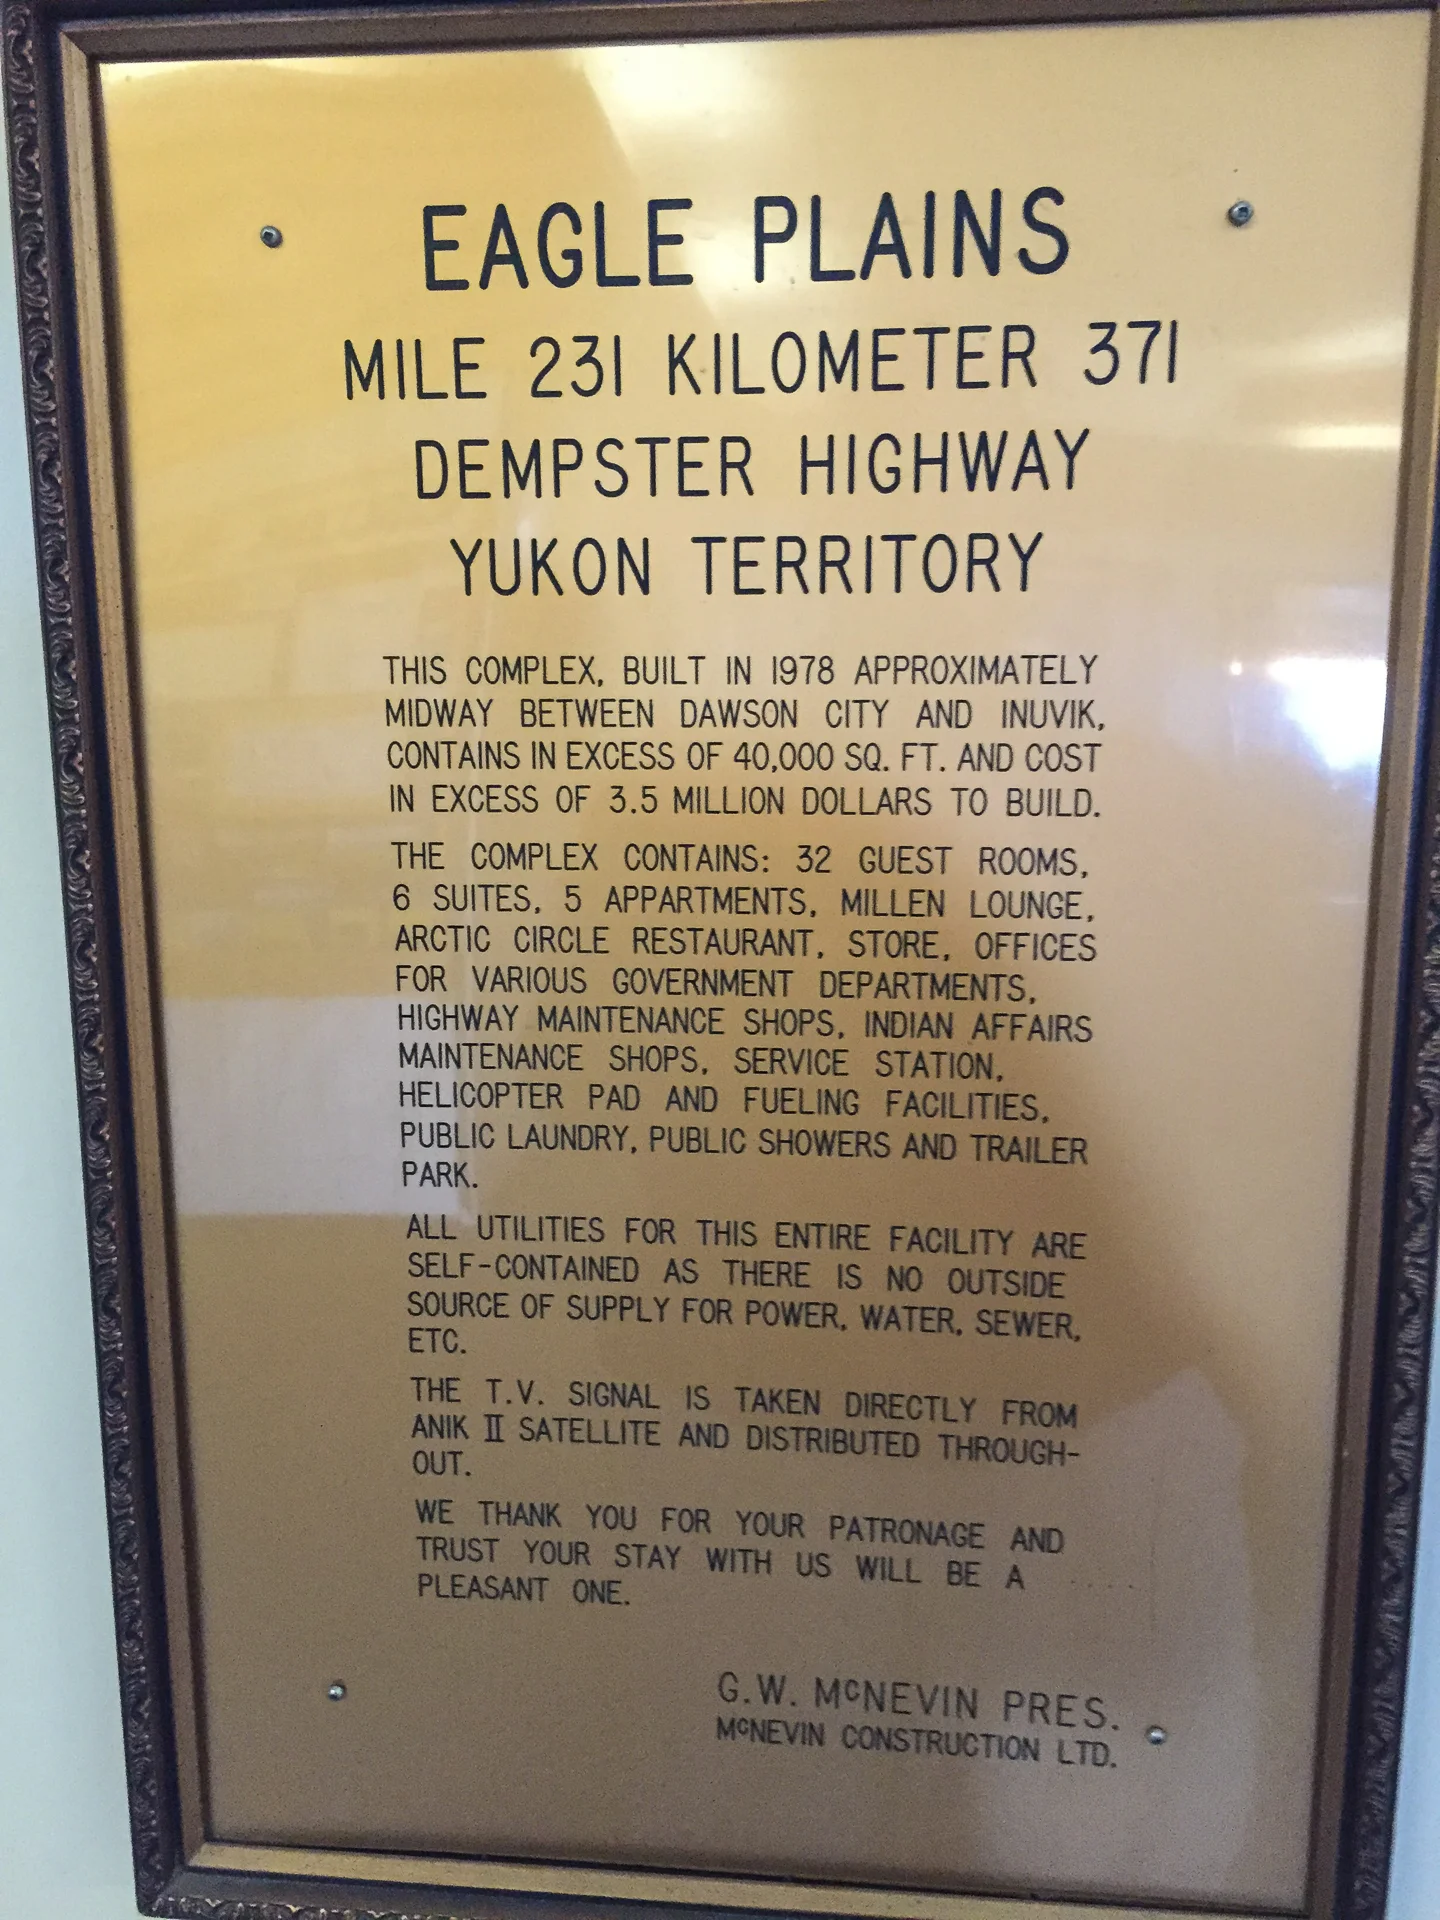 EAGLE PLAINS
MILE 231 KILOMETER 371
DEMPSTER HIGHWAY
YUKON TERRITORY
THIS COMPLEX, BUILT IN 1978 APPROXIMATELY
MIDWAY BETWEEN DAWSON CITY AND INUVIK,
CONTAINS IN EXCESS OF 40,000 SQ. FT. AND COST
IN EXCESS OF 3.5 MILLION DOLLARS TO BUILD.
THE COMPLEX CONTAINS: 32 GUEST ROOMS,
6 SUITES, 5 APPARTMENTS, MILLEN LOUNGE,
ARCTIC CIRCLE RESTAURANT, STORE, OFFICES
FOR VARIOUS GOVERNMENT DEPARTMENTS,
HIGHWAY MAINTENANCE SHOPS, INDIAN AFFAIRS
MAINTENANCE SHOPS, SERVICE STATION,
HELICOPTER PAD AND FUELING FACILITIES,
PUBLIC LAUNDRY, PUBLIC SHOWERS AND TRAILER
PARK.
ALL UTILITIES FOR THIS ENTIRE FACILITY ARE
SELF-CONTAINED AS THERE IS NO OUTSIDE
SOURCE OF SUPPLY FOR POWER, WATER, SEWER,
ETC.
THE T.V. SIGNAL IS TAKEN DIRECTLY FROM
ANIK II SATELLITE AND DISTRIBUTED THROUGH-
OUT.
WE THANK YOU FOR YOUR PATRONAGE AND
TRUST YOUR STAY WITH US WILL BE A
PLEASANT ONE.
G.W. McNEVIN PRES.
McNEVIN CONSTRUCTION LTD.